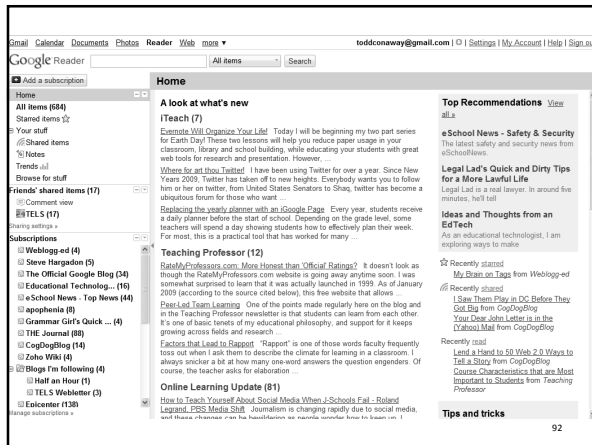 Gmail Calendar Documents Photos Reader Web more ▼
toddconaway@gmail.com | Settings | My Account | Help | Sign ou
Google Reader
All items
Search
Add a subscription
Home
All items (684)
Starred items
Your stuff
Shared items
Notes
Trends
Browse for stuff
Friends' shared items (17)
Comment view
TELS (17)
Sharing settings »
Subscriptions
Weblogg-ed (4)
Steve Hargadon (5)
The Official Google Blog (34)
Educational Technolog... (16)
eSchool News - Top News (44)
apophenia (8)
Grammar Girl's Quick ... (4)
THE Journal (88)
CogDogBlog (14)
Zoho Wiki (4)
Blogs I'm following (4)
Half an Hour (1)
TELS Webletter (3)
Epicenter (138)
Manage subscriptions »
Home
A look at what's new
iTeach (7)
Evernote Will Organize Your Life! Today I will be beginning my two part series
for Earth Day! These two lessons will help you reduce paper usage in your
classroom, library and school building, while educating your students with great
web tools for research and presentation. However, ...
Where for art thou Twitter! I have been using Twitter for over a year. Since New
Years 2009, Twitter has taken off to new heights. Everybody wants you to follow
him or her on twitter, from United States Senators to Shaq, twitter has become a
ubiquitous forum for those who want ...
Replacing the yearly planner with an iGoogle Page Every year, students receive
a daily planner before the start of school. Depending on the grade level, some
teachers will spend a day showing students how to effectively plan their week.
For most, this is a practical tool that has worked for many ...
Teaching Professor (12)
RateMyProfessors.com: More Honest than 'Official' Ratings? It doesn't look as
though the RateMyProfessors.com website is going away anytime soon. I was
somewhat surprised to learn that it was actually launched in 1999. As of January
2009 (according to the source cited below), this free website that allows ...
Peer-Led Team Learning One of the points made regularly here on the blog and
in the Teaching Professor newsletter is that students can learn from each other.
It's one of basic tenets of my educational philosophy, and support for it keeps
growing across fields and research ...
Factors that Lead to Rapport "Rapport" is one of those words faculty frequently
toss out when I ask them to describe the climate for learning in a classroom. I
always snicker a bit at how many one-word answers the question engenders. Of
course, the teacher asks for elaboration ...
Online Learning Update (81)
How to Teach Yourself About Social Media When J-Schools Fail - Roland
Legrand, PBS Media Shift Journalism is changing rapidly due to social media,
and these changes can be bewildering as people wonder how to keep up. I
Top Recommendations View
all »
eSchool News - Safety & Security
The latest safety and security news from
eSchoolNews.
Legal Lad's Quick and Dirty Tips
for a More Lawful Life
Legal Lad is a real lawyer. In around five
minutes, he'll tell
Ideas and Thoughts from an
EdTech
As an educational technologist, I am
exploring ways to make
Recently starred
My Brain on Tags from Weblogg-ed
Recently shared
I Saw Them Play in DC Before They
Got Big from CogDogBlog
Your Dear John Letter is in the
(Yahoo) Mail from CogDogBlog
Recently read
Lend a Hand to 50 Web 2.0 Ways to
Tell a Story from CogDogBlog
Course Characteristics that are Most
Important to Students from Teaching
Professor
Tips and tricks
92